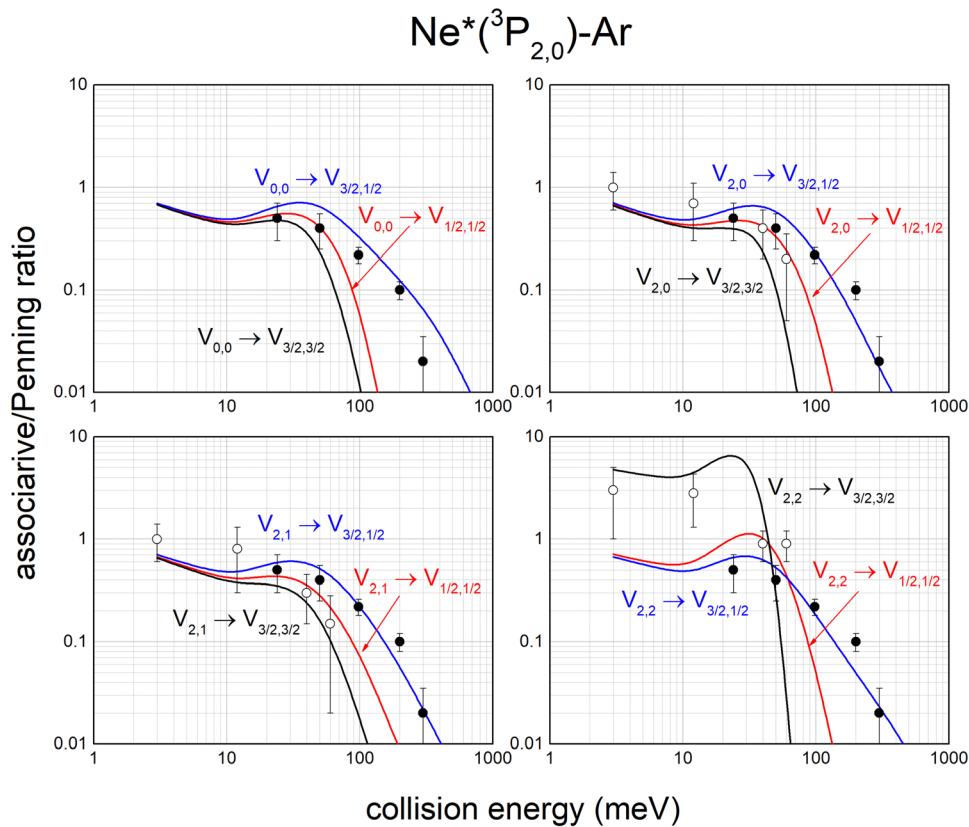 Ne*(³P₂,₀)-Ar
associarive/Penning ratio
10
1
0.1
0.01
1
10
100
1000
V₀,₀ → V₃/₂,₁/₂
V₀,₀ → V₁/₂,₁/₂
V₀,₀ → V₃/₂,₃/₂
10
1
0.1
0.01
1
10
100
1000
V₂,₀ → V₃/₂,₁/₂
V₂,₀ → V₁/₂,₁/₂
V₂,₀ → V₃/₂,₃/₂
10
1
0.1
0.01
1
10
100
1000
V₂,₁ → V₃/₂,₁/₂
V₂,₁ → V₁/₂,₁/₂
V₂,₁ → V₃/₂,₃/₂
10
1
0.1
0.01
1
10
100
1000
V₂,₂ → V₃/₂,₃/₂
V₂,₂ → V₁/₂,₁/₂
V₂,₂ → V₃/₂,₁/₂
collision energy (meV)